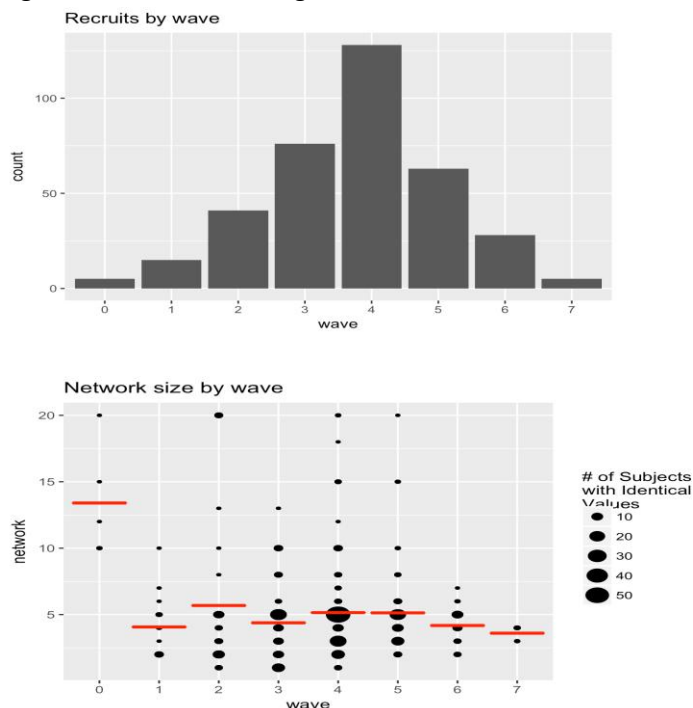 Recruits by wave
100
50
0
count
0 1 2 3 4 5 6 7
wave
Network size by wave
20
15
10
5
network
0 1 2 3 4 5 6 7
wave
# of Subjects
with Identical
Values
10
20
30
40
50